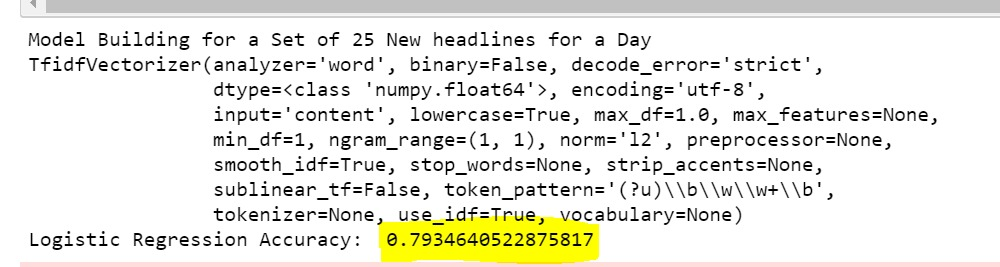 Model Building for a Set of 25 New headlines for a Day
TfidfVectorizer(analyzer='word', binary=False, decode_error='strict',
dtype=<class 'numpy.float64'>, encoding='utf-8',
input='content', lowercase=True, max_df=1.0, max_features=None,
min_df=1, ngram_range=(1, 1), norm='l2', preprocessor=None,
smooth_idf=True, stop_words=None, strip_accents=None,
sublinear_tf=False, token_pattern='(?u)\\b\\w\\w+\\b',
tokenizer=None, use_idf=True, vocabulary=None)
Logistic Regression Accuracy: 0.7934640522875817